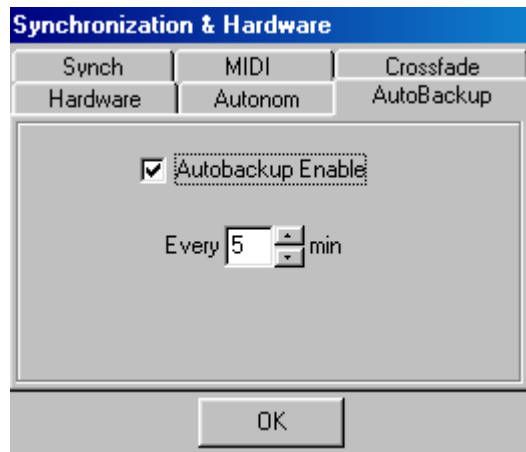 Synchronization & Hardware
Synch MIDI Crossfade
Hardware Autonom AutoBackup
Autobackup Enable
Every 5 min
OK